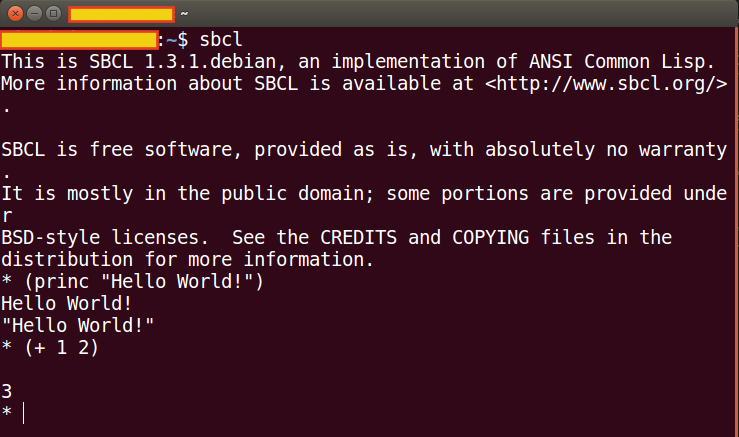 ~
:~$ sbcl
This is SBCL 1.3.1.debian, an implementation of ANSI Common Lisp.
More information about SBCL is available at <http://www.sbcl.org/>
.
SBCL is free software, provided as is, with absolutely no warranty
.
It is mostly in the public domain; some portions are provided unde
r
BSD-style licenses.  See the CREDITS and COPYING files in the
distribution for more information.
* (princ "Hello World!")
Hello World!
"Hello World!"
* (+ 1 2)
3
*